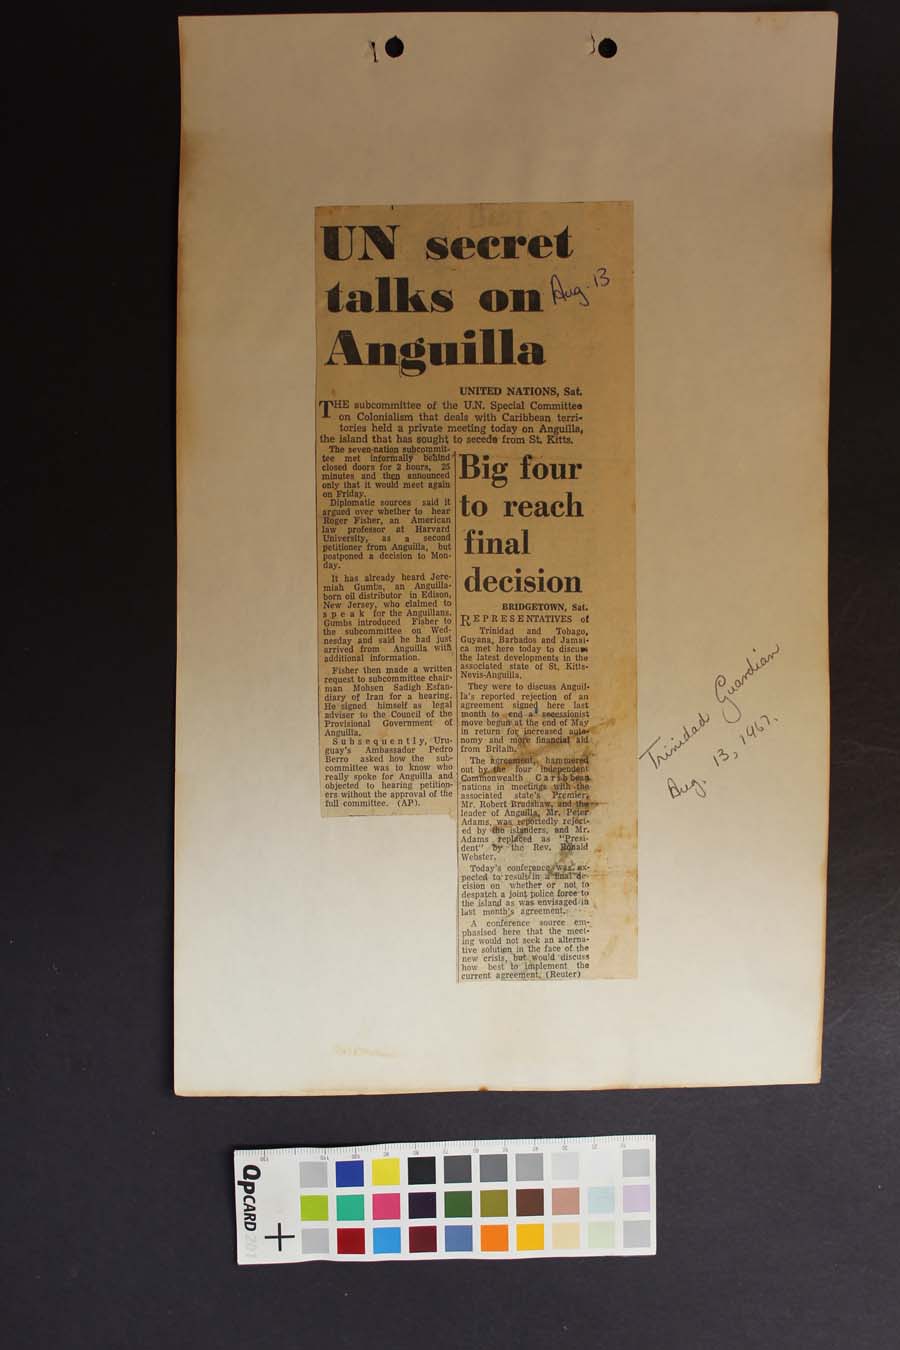 UN secret
talks on
Anguilla
Aug. 13
UNITED NATIONS, Sat.
THE subcommittee of the U.N. Special Committee
on Colonialism that deals with Caribbean terri-
tories held a private meeting today on Anguilla,
the island that has sought to secede from St. Kitts.
The seven-nation subcommit-
tee met informally behind
closed doors for 2 hours, 25
minutes and then announced
only that it would meet again
on Friday.
Diplomatic sources said it
argued over whether to hear
Roger Fisher, an American
law professor at Harvard
University, as a second
petitioner from Anguilla, but
postponed a decision to Mon-
day.
It has already heard Jere-
miah Gumbs, an Anguilla-
born oil distributor in Edison,
New Jersey, who claimed to
speak for the Anguillans.
Gumbs introduced Fisher to
the subcommittee on Wed-
nesday and said he had just
arrived from Anguilla with
additional information.
Fisher then made a written
request to subcommittee chair-
man Mohsen Sadigh Esfan-
diary of Iran for a hearing.
He signed himself as legal
adviser to the Council of the
Provisional Government of
Anguilla.
Subsequently, Uru-
guay's Ambassador Pedro
Berro asked how the sub-
committee was to know who
really spoke for Anguilla and
objected to hearing petition-
ers without the approval of the
full committee. (AP).
Big four
to reach
final
decision
BRIDGETOWN, Sat.
REPRESENTATIVES of
Trinidad and Tobago,
Guyana, Barbados and Jamai-
ca met here today to discuss
the latest developments in the
associated state of St. Kitts-
Nevis-Anguilla.
They were to discuss Anguil-
la's reported rejection of an
agreement signed here last
month to end a secessionist
move begun at the end of May
in return for increased auto-
nomy and more financial aid
from Britain.
The agreement, hammered
out by the four independent
Commonwealth Caribbean
nations in meetings with the
associated state's Premier,
Mr. Robert Bradshaw, and the
leader of Anguilla, Mr. Peter
Adams, was reportedly reject-
ed by the islanders, and Mr.
Adams replaced as "Presi-
dent" by the Rev. Ronald
Webster.
Today's conference was ex-
pected to result in a final de-
cision on whether or not to
despatch a joint police force to
the island as was envisaged in
last month's agreement.
A conference source em-
phasised here that the meet-
ing would not seek an alterna-
tive solution in the face of the
new crisis, but would discuss
how best to implement the
current agreement. (Reuter)
Trinidad Guardian
Aug. 13, 1967.
QPCARD 201